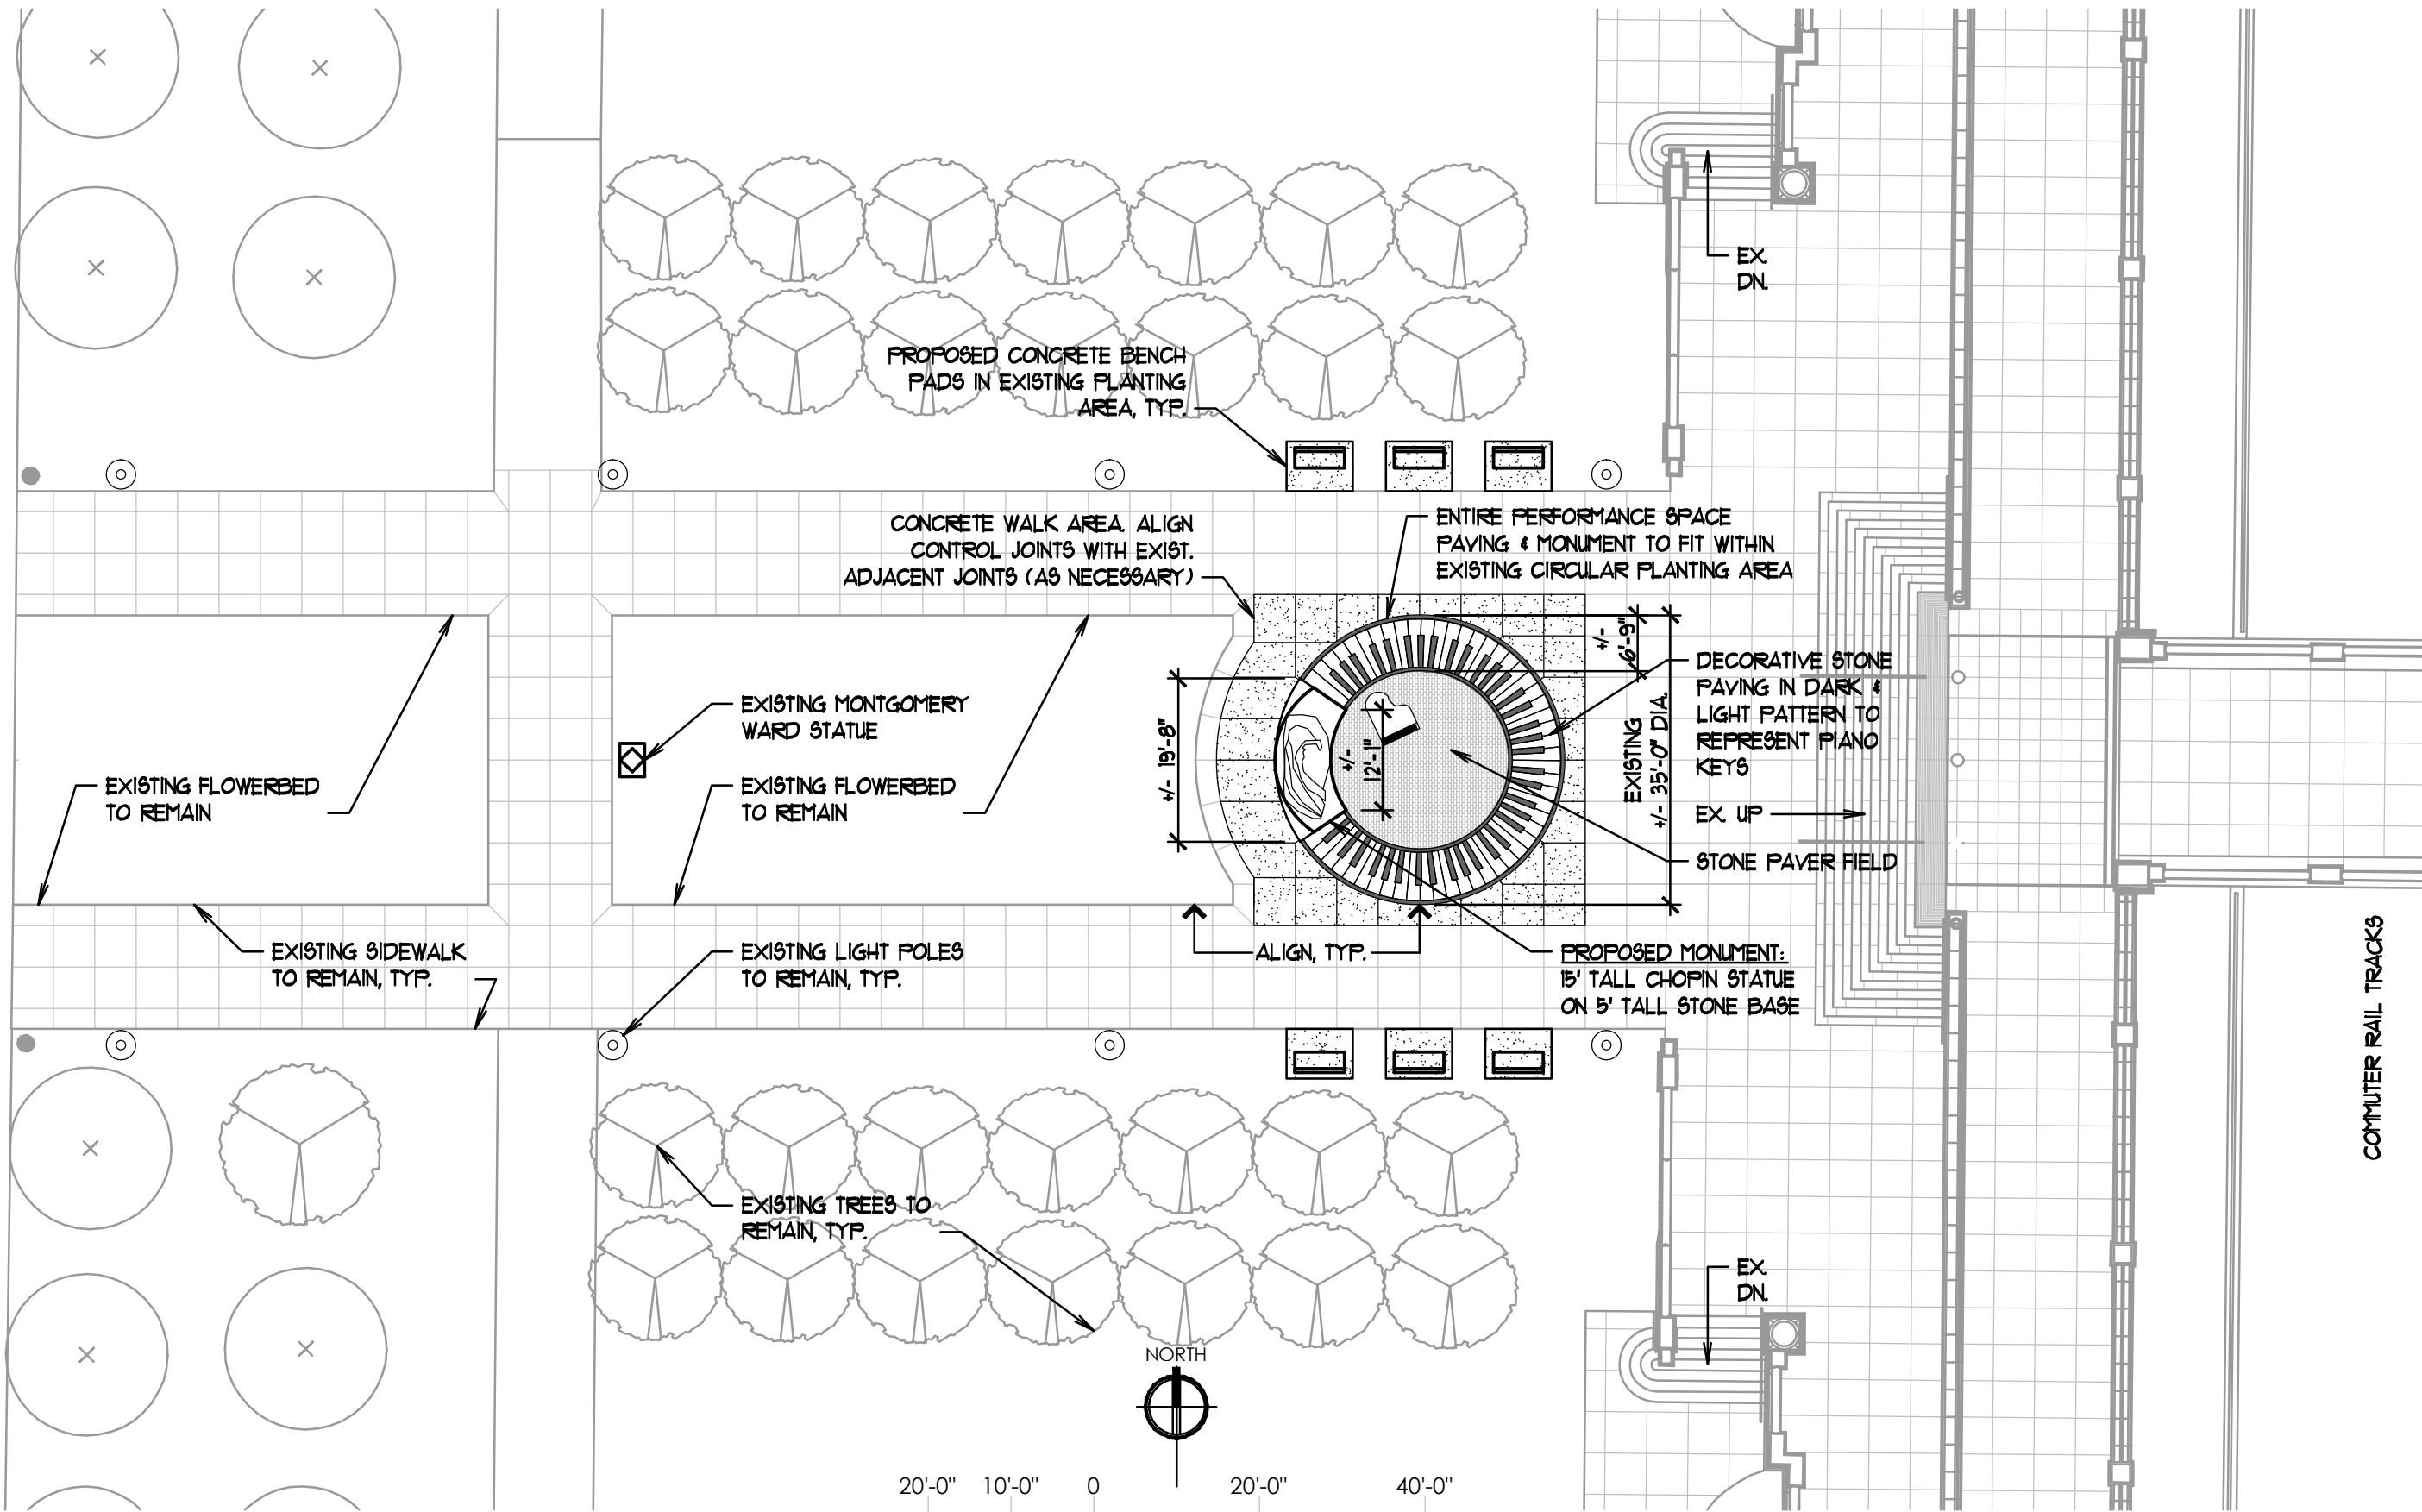 EX.
DN.
PROPOSED CONCRETE BENCH
PADS IN EXISTING PLANTING
AREA, TYP.
CONCRETE WALK AREA. ALIGN
CONTROL JOINTS WITH EXIST.
ADJACENT JOINTS (AS NECESSARY)
ENTIRE PERFORMANCE SPACE
PAVING & MONUMENT TO FIT WITHIN
EXISTING CIRCULAR PLANTING AREA
+/-
6'-9"
DECORATIVE STONE
PAVING IN DARK &
LIGHT PATTERN TO
REPRESENT PIANO
KEYS
EXISTING
+/- 35'-0" DIA.
+/- 19'-8"
+/-
12'-1"
EXISTING MONTGOMERY
WARD STATUE
EXISTING FLOWERBED
TO REMAIN
EXISTING FLOWERBED
TO REMAIN
EX. UP
STONE PAVER FIELD
EXISTING SIDEWALK
TO REMAIN, TYP.
EXISTING LIGHT POLES
TO REMAIN, TYP.
ALIGN, TYP.
PROPOSED MONUMENT:
15' TALL CHOPIN STATUE
ON 5' TALL STONE BASE
COMMUTER RAIL TRACKS
EXISTING TREES TO
REMAIN, TYP.
EX.
DN.
NORTH
20'-0" 10'-0" 0 20'-0" 40'-0"